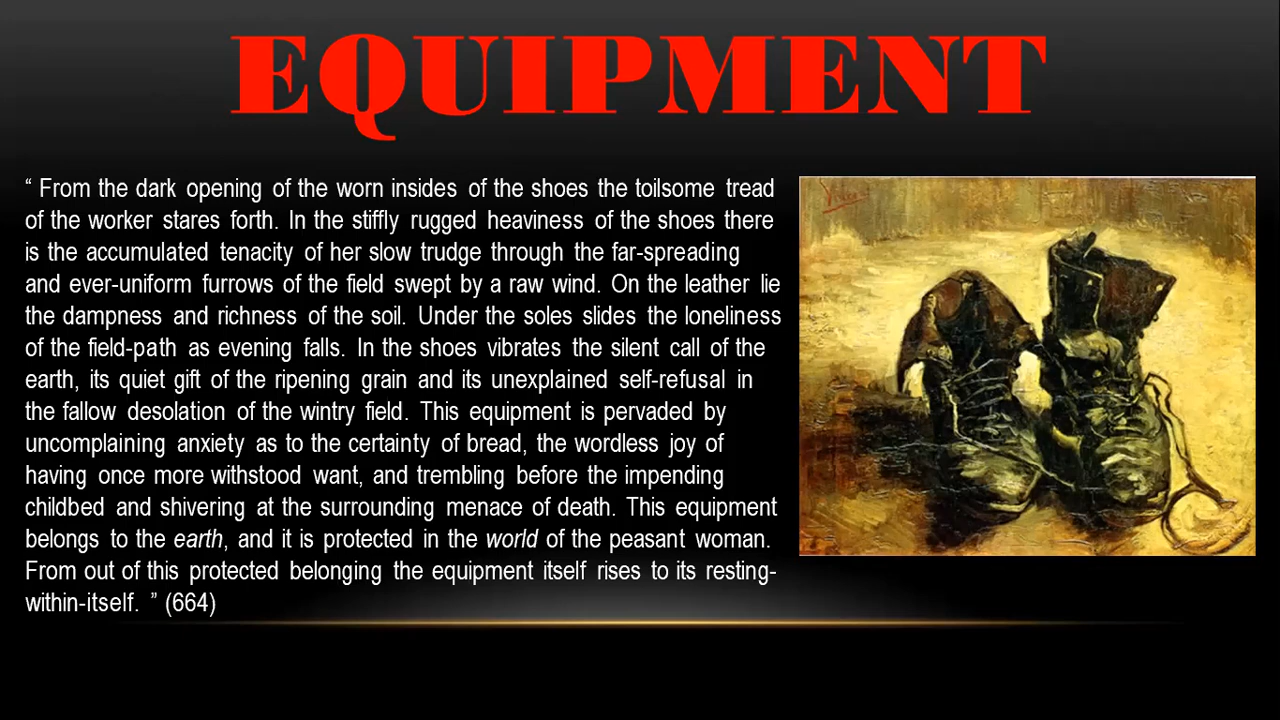 EQUIPMENT
“ From the dark opening of the worn insides of the shoes the toilsome tread
of the worker stares forth. In the stiffly rugged heaviness of the shoes there
is the accumulated tenacity of her slow trudge through the far-spreading
and ever-uniform furrows of the field swept by a raw wind. On the leather lie
the dampness and richness of the soil. Under the soles slides the loneliness
of the field-path as evening falls. In the shoes vibrates the silent call of the
earth, its quiet gift of the ripening grain and its unexplained self-refusal in
the fallow desolation of the wintry field. This equipment is pervaded by
uncomplaining anxiety as to the certainty of bread, the wordless joy of
having once more withstood want, and trembling before the impending
childbed and shivering at the surrounding menace of death. This equipment
belongs to the earth, and it is protected in the world of the peasant woman.
From out of this protected belonging the equipment itself rises to its resting-
within-itself. ” (664)